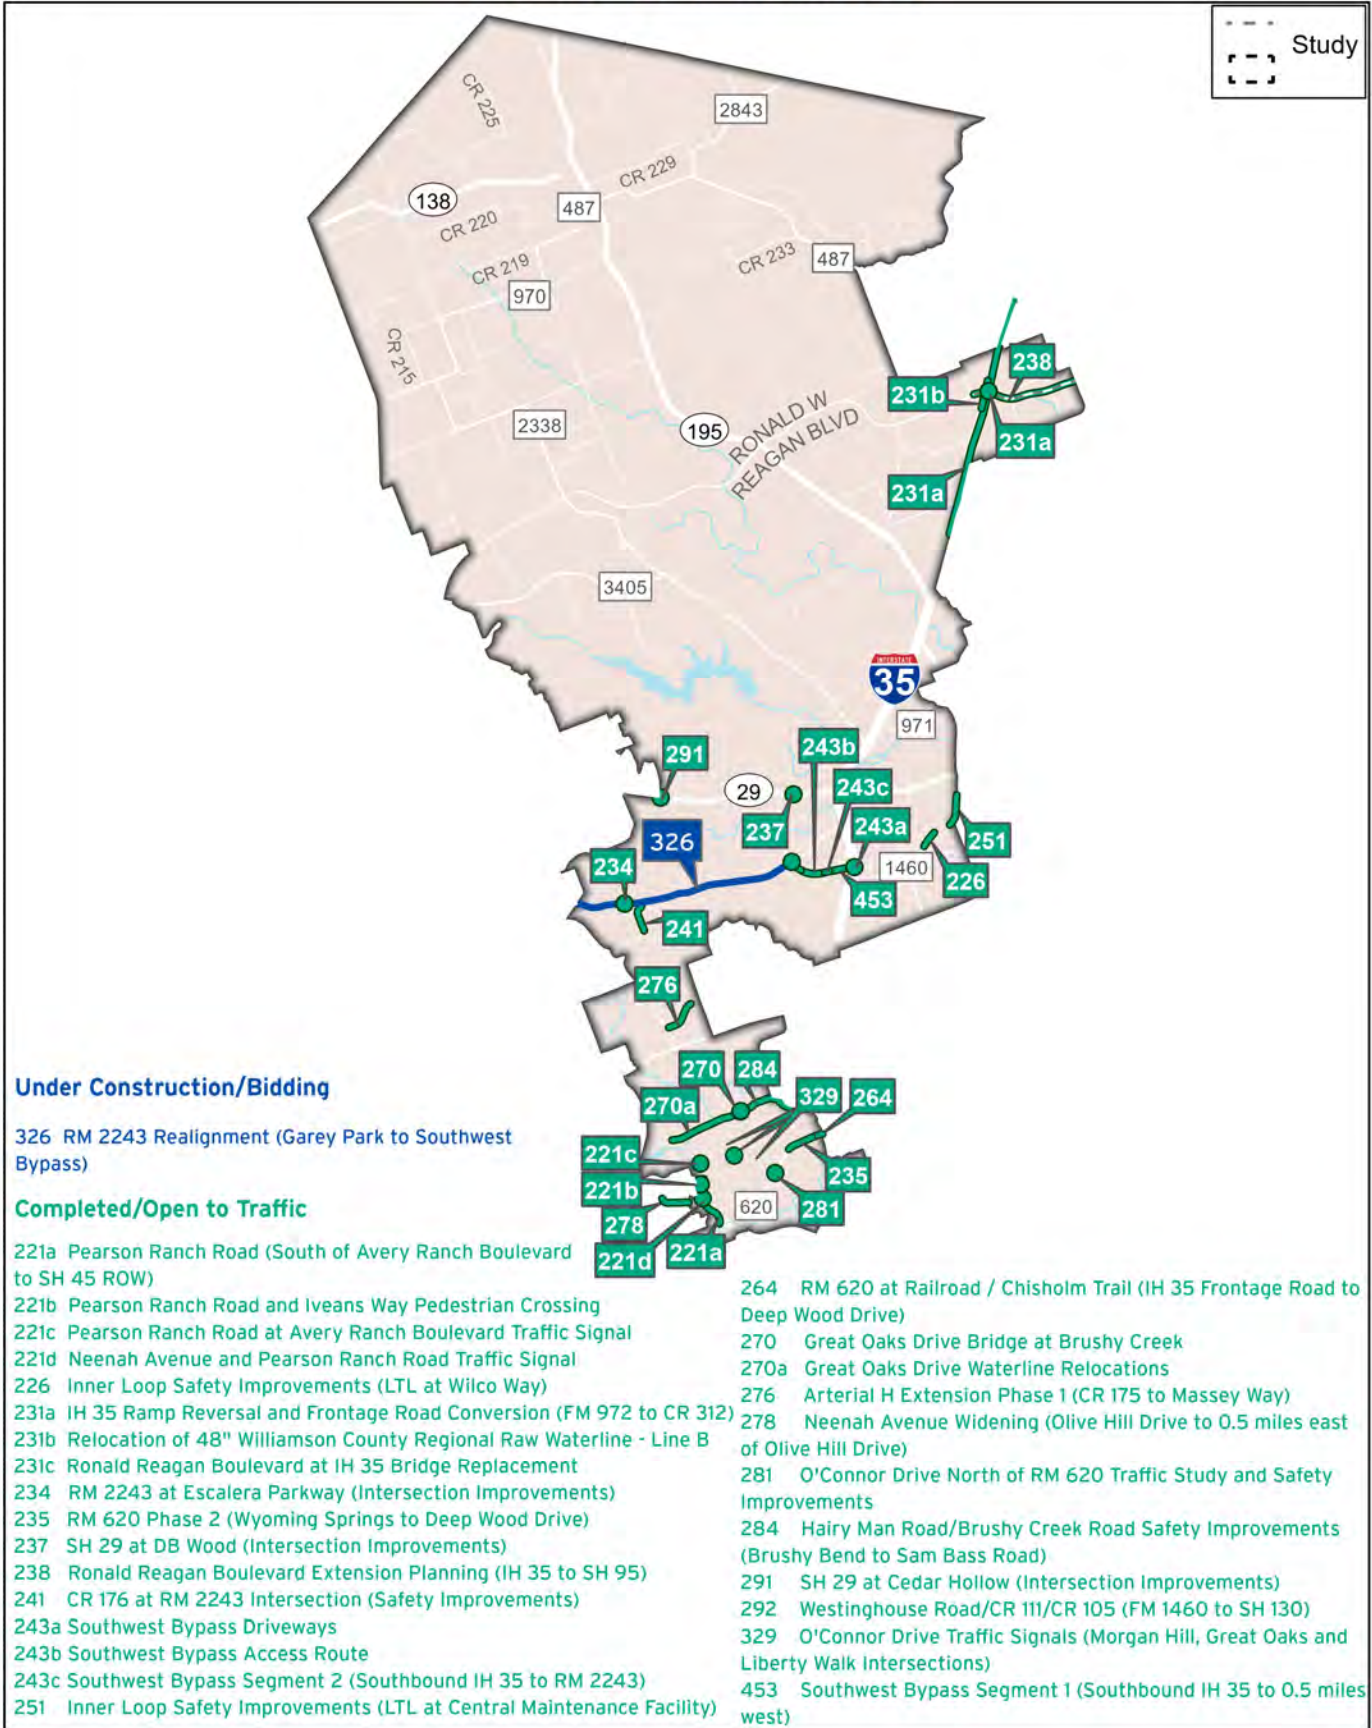 Study
CR 225
2843
CR 229
138
487
CR 220
CR 233
487
CR 219
970
CR 215
238
231b
2338
195
RONALD W
REAGAN BLVD
231a
231a
3405
INTERSTATE
35
971
291
243b
29
243c
237
243a
251
326
234
1460
226
453
241
276
270
284
329
264
270a
221c
235
221b
620
281
278
221d
221a
Under Construction/Bidding
326 RM 2243 Realignment (Garey Park to Southwest
Bypass)
Completed/Open to Traffic
221a Pearson Ranch Road (South of Avery Ranch Boulevard
to SH 45 ROW)
221b Pearson Ranch Road and Iveans Way Pedestrian Crossing
221c Pearson Ranch Road at Avery Ranch Boulevard Traffic Signal
221d Neenah Avenue and Pearson Ranch Road Traffic Signal
226 Inner Loop Safety Improvements (LTL at Wilco Way)
231a IH 35 Ramp Reversal and Frontage Road Conversion (FM 972 to CR 312)
231b Relocation of 48" Williamson County Regional Raw Waterline - Line B
231c Ronald Reagan Boulevard at IH 35 Bridge Replacement
234 RM 2243 at Escalera Parkway (Intersection Improvements)
235 RM 620 Phase 2 (Wyoming Springs to Deep Wood Drive)
237 SH 29 at DB Wood (Intersection Improvements)
238 Ronald Reagan Boulevard Extension Planning (IH 35 to SH 95)
241 CR 176 at RM 2243 Intersection (Safety Improvements)
243a Southwest Bypass Driveways
243b Southwest Bypass Access Route
243c Southwest Bypass Segment 2 (Southbound IH 35 to RM 2243)
251 Inner Loop Safety Improvements (LTL at Central Maintenance Facility)
264 RM 620 at Railroad / Chisholm Trail (IH 35 Frontage Road to
Deep Wood Drive)
270 Great Oaks Drive Bridge at Brushy Creek
270a Great Oaks Drive Waterline Relocations
276 Arterial H Extension Phase 1 (CR 175 to Massey Way)
278 Neenah Avenue Widening (Olive Hill Drive to 0.5 miles east
of Olive Hill Drive)
281 O'Connor Drive North of RM 620 Traffic Study and Safety
Improvements
284 Hairy Man Road/Brushy Creek Road Safety Improvements
(Brushy Bend to Sam Bass Road)
291 SH 29 at Cedar Hollow (Intersection Improvements)
292 Westinghouse Road/CR 111/CR 105 (FM 1460 to SH 130)
329 O'Connor Drive Traffic Signals (Morgan Hill, Great Oaks and
Liberty Walk Intersections)
453 Southwest Bypass Segment 1 (Southbound IH 35 to 0.5 miles
west)